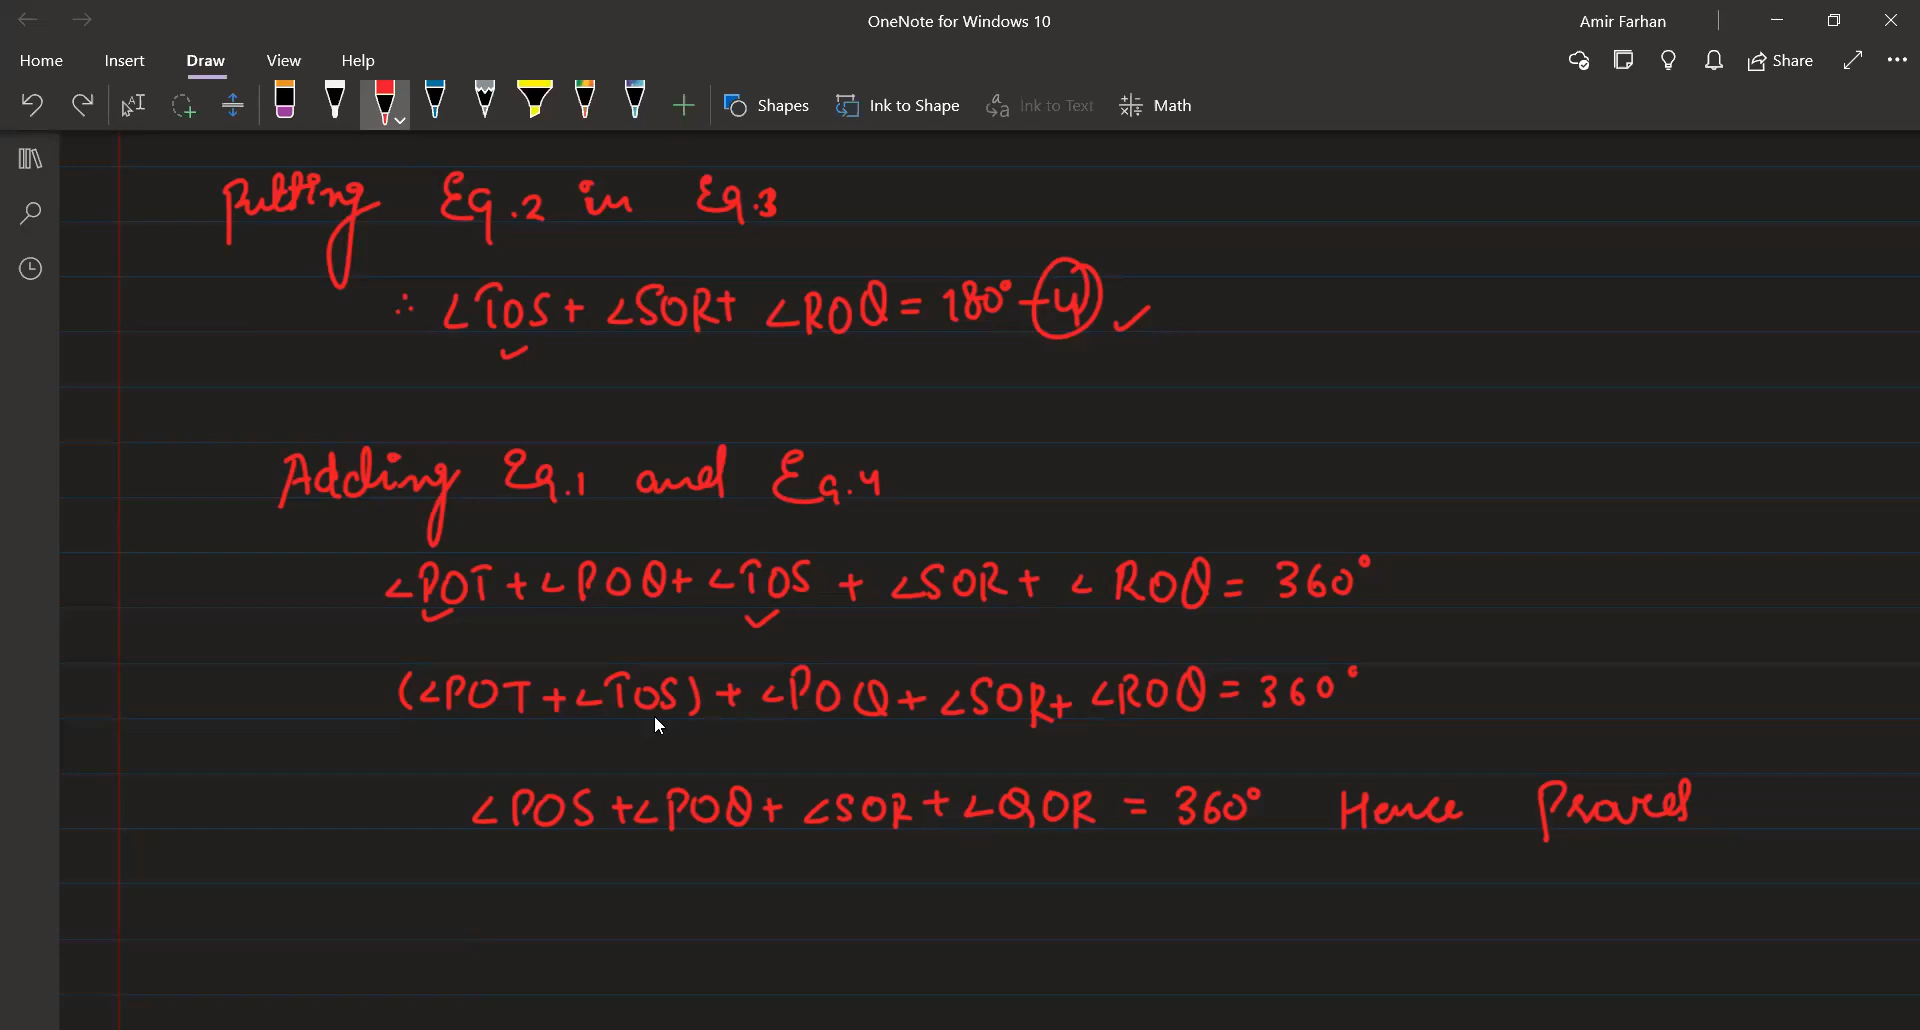 OneNote for Windows 10
Amir Farhan
Home Insert Draw View Help
Share
Shapes Ink to Shape Ink to Text Math
Putting Eq.2 in Eq.3
∴ ∠TOS + ∠SOR + ∠ROQ = 180° - 4
Adding Eq.1 and Eq.4
∠POT + ∠POQ + ∠TOS + ∠SOR + ∠ROQ = 360°
(∠POT + ∠TOS) + ∠POQ + ∠SOR + ∠ROQ = 360°
∠POS + ∠POQ + ∠SOR + ∠QOR = 360° Hence Proved